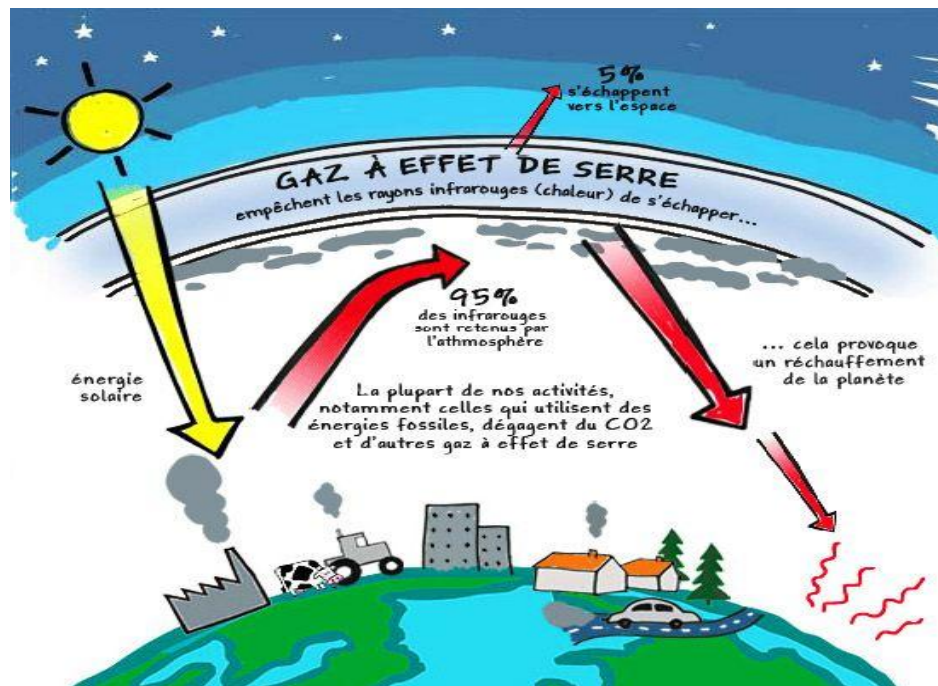 5%
s'échappent
vers l'espace
GAZ À EFFET DE SERRE
empêchent les rayons infrarouges (chaleur) de s'échapper...
95%
des infrarouges
sont retenus par
l'athmosphère
énergie
solaire
... cela provoque
un réchauffement
de la planète
La plupart de nos activités,
notamment celles qui utilisent des
énergies fossiles, dégagent du CO2
et d'autres gaz à effet de serre